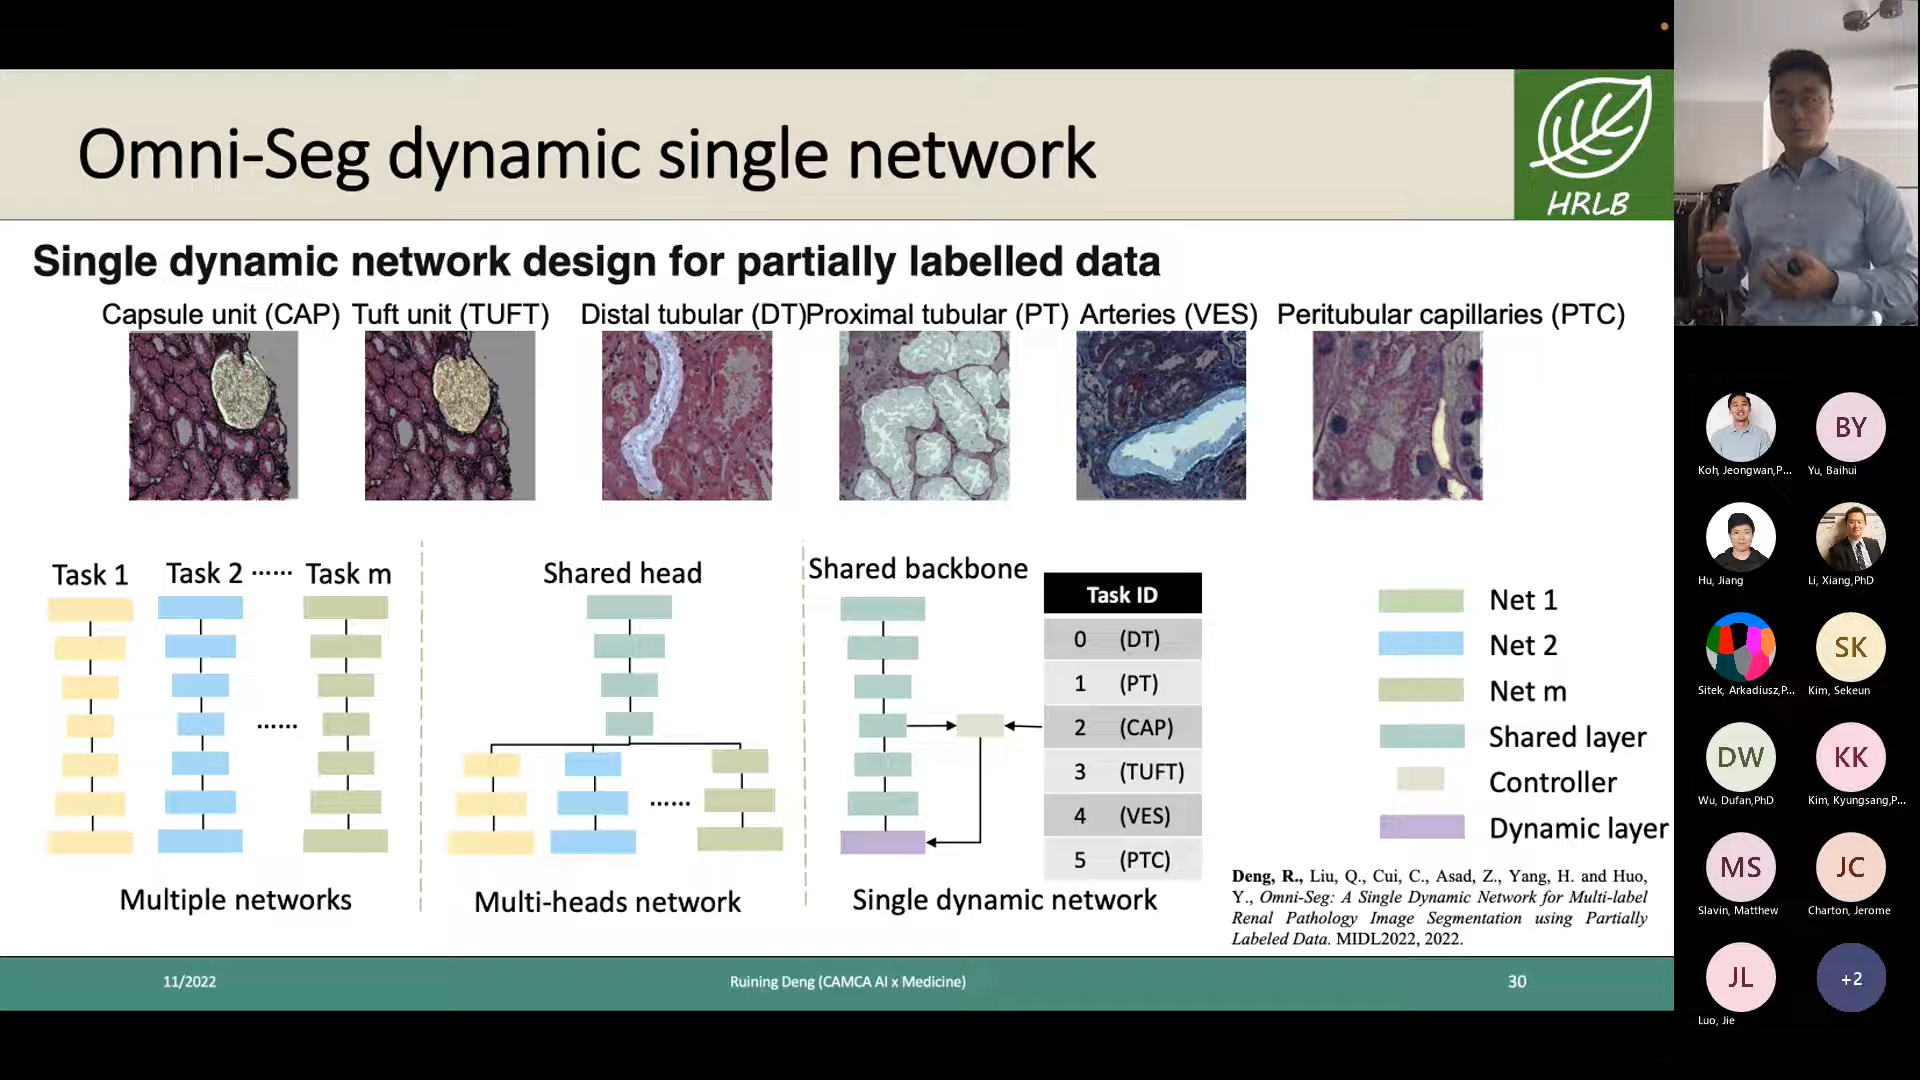 Omni-Seg dynamic single network
HRLB
Single dynamic network design for partially labelled data
Capsule unit (CAP)
Tuft unit (TUFT)
Distal tubular (DT)
Proximal tubular (PT)
Arteries (VES)
Peritubular capillaries (PTC)
Task 1
Task 2 ...... Task m
......
Multiple networks
Shared head
......
Multi-heads network
Shared backbone
Single dynamic network
Task ID
0 (DT)
1 (PT)
2 (CAP)
3 (TUFT)
4 (VES)
5 (PTC)
Net 1
Net 2
Net m
Shared layer
Controller
Dynamic layer
Deng, R., Liu, Q., Cui, C., Asad, Z., Yang, H. and Huo,
Y., Omni-Seg: A Single Dynamic Network for Multi-label
Renal Pathology Image Segmentation using Partially
Labeled Data. MIDL2022, 2022.
11/2022
Ruining Deng (CAMCA AI x Medicine)
30
Koh, Jeongwan,P...
BY
Yu, Baihui
Hu, Jiang
Li, Xiang,PhD
Sitek, Arkadiusz,P...
SK
Kim, Sekeun
DW
Wu, Dufan,PhD
KK
Kim, Kyungsang,P...
MS
Slavin, Matthew
JC
Charton, Jerome
JL
Luo, Jie
+2